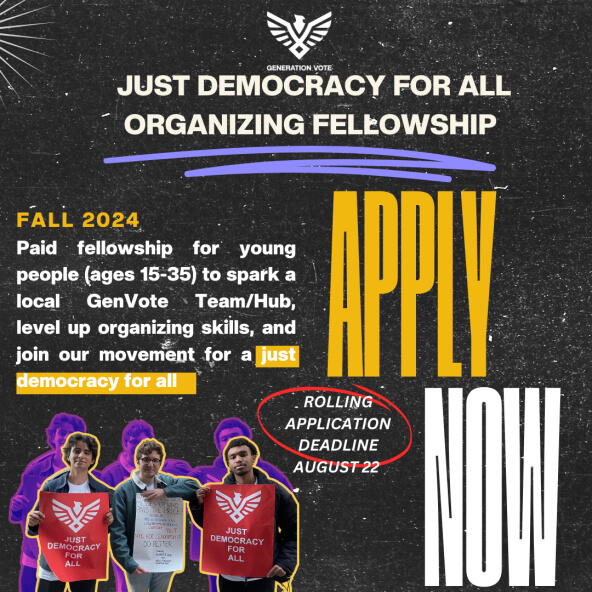 GENERATION VOTE
JUST DEMOCRACY FOR ALL
ORGANIZING FELLOWSHIP
FALL 2024
Paid fellowship for young
people (ages 15-35) to spark a
local GenVote Team/Hub,
level up organizing skills, and
join our movement for a just
democracy for all
APPLY
NOW
ROLLING
APPLICATION
DEADLINE
AUGUST 22
JUST
DEMOCRACY
FOR
ALL
DO BETTER
JUST
DEMOCRACY
FOR
ALL